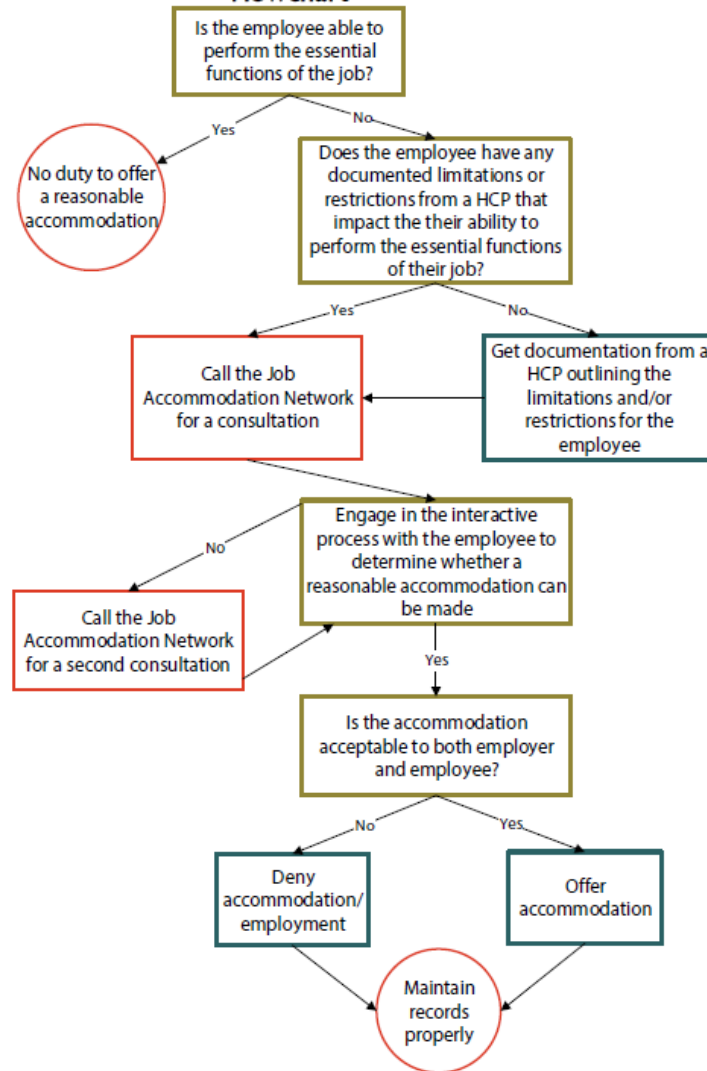 Is the employee able to
perform the essential
functions of the job?
Yes
No
No duty to offer
a reasonable
accommodation
Does the employee have any
documented limitations or
restrictions from a HCP that
impact the their ability to
perform the essential functions
of their job?
Yes
No
Call the Job
Accommodation Network
for a consultation
Get documentation from a
HCP outlining the
limitations and/or
restrictions for the
employee
Engage in the interactive
process with the employee to
determine whether a
reasonable accommodation can
be made
No
Call the Job
Accommodation Network
for a second consultation
Yes
Is the accommodation
acceptable to both employer
and employee?
No
Yes
Deny
accommodation/
employment
Offer
accommodation
Maintain
records
properly